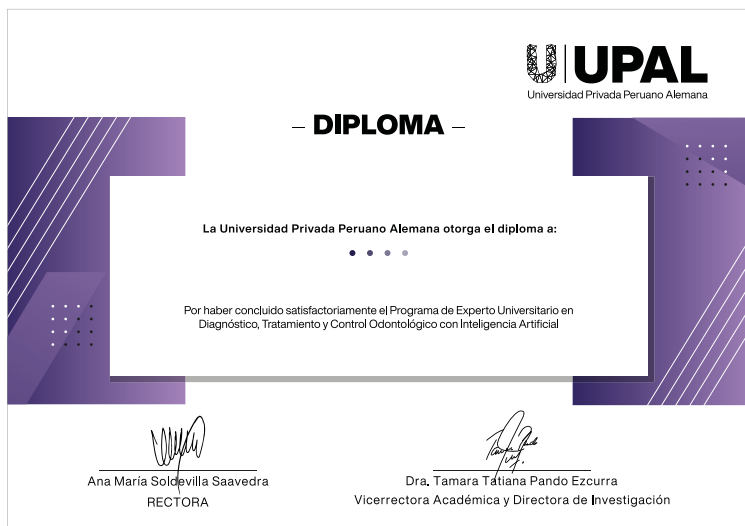 UPAL
Universidad Privada Peruano Alemana
– DIPLOMA –
La Universidad Privada Peruano Alemana otorga el diploma a:
Por haber concluido satisfactoriamente el Programa de Experto Universitario en
Diagnóstico, Tratamiento y Control Odontológico con Inteligencia Artificial
Ana María Soldevilla Saavedra
RECTORA
Dra. Tamara Tatiana Pando Ezcurra
Vicerrectora Académica y Directora de Investigación